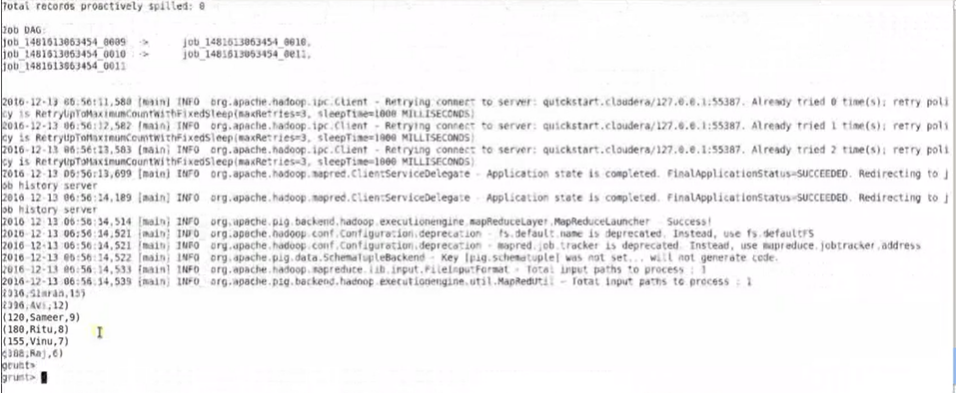 Total records proactively spilled: 0
Job DAG:
job_1481613063454_0009 -> job_1481613063454_0010,
job_1481613063454_0010 -> job_1481613063454_0011,
job_1481613063454_0011
2016-12-13 06:56:11,580 [main] INFO org.apache.hadoop.ipc.Client - Retrying connect to server: quickstart.cloudera/127.0.0.1:55387. Already tried 0 time(s); retry poli
cy is RetryUpToMaximumCountWithFixedSleep(maxRetries=3, sleepTime=1000 MILLISECONDS)
2016-12-13 06:56:12,582 [main] INFO org.apache.hadoop.ipc.Client - Retrying connect to server: quickstart.cloudera/127.0.0.1:55387. Already tried 1 time(s); retry poli
cy is RetryUpToMaximumCountWithFixedSleep(maxRetries=3, sleepTime=1000 MILLISECONDS)
2016-12-13 06:56:13,583 [main] INFO org.apache.hadoop.ipc.Client - Retrying connect to server: quickstart.cloudera/127.0.0.1:55387. Already tried 2 time(s); retry poli
cy is RetryUpToMaximumCountWithFixedSleep(maxRetries=3, sleepTime=1000 MILLISECONDS)
2016-12-13 06:56:13,699 [main] INFO org.apache.hadoop.mapred.ClientServiceDelegate - Application state is completed. FinalApplicationStatus=SUCCEEDED. Redirecting to j
ob history server
2016-12-13 06:56:14,189 [main] INFO org.apache.hadoop.mapred.ClientServiceDelegate - Application state is completed. FinalApplicationStatus=SUCCEEDED. Redirecting to j
ob history server
2016-12-13 06:56:14,514 [main] INFO org.apache.pig.backend.hadoop.executionengine.mapReduceLayer.MapReduceLauncher - Success!
2016-12-13 06:56:14,521 [main] INFO org.apache.hadoop.conf.Configuration.deprecation - fs.default.name is deprecated. Instead, use fs.defaultFS
2016-12-13 06:56:14,521 [main] INFO org.apache.hadoop.conf.Configuration.deprecation - mapred.job.tracker is deprecated. Instead, use mapreduce.jobtracker.address
2016-12-13 06:56:14,522 [main] INFO org.apache.pig.data.SchemaTupleBackend - Key [pig.schematuple] was not set... will not generate code.
2016-12-13 06:56:14,533 [main] INFO org.apache.hadoop.mapreduce.lib.input.FileInputFormat - Total input paths to process : 1
2016-12-13 06:56:14,539 [main] INFO org.apache.pig.backend.hadoop.executionengine.util.MapRedUtil - Total input paths to process : 1
Simran,15)
Avi,12)
(120,Sameer,9)
(180,Ritu,8)
(155,Vinu,7)
Raj,6)
grunt>
grunt>